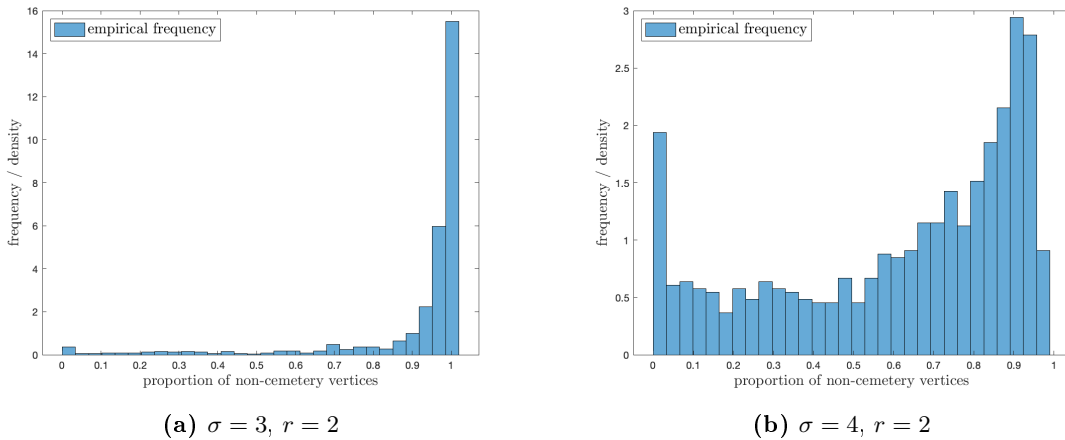 16
14
12
10
8
6
4
2
0
frequency / density
empirical frequency
0 0.1 0.2 0.3 0.4 0.5 0.6 0.7 0.8 0.9 1
proportion of non-cemetery vertices
(a) σ = 3, r = 2
3
2.5
2
1.5
1
0.5
0
frequency / density
empirical frequency
0 0.1 0.2 0.3 0.4 0.5 0.6 0.7 0.8 0.9 1
proportion of non-cemetery vertices
(b) σ = 4, r = 2